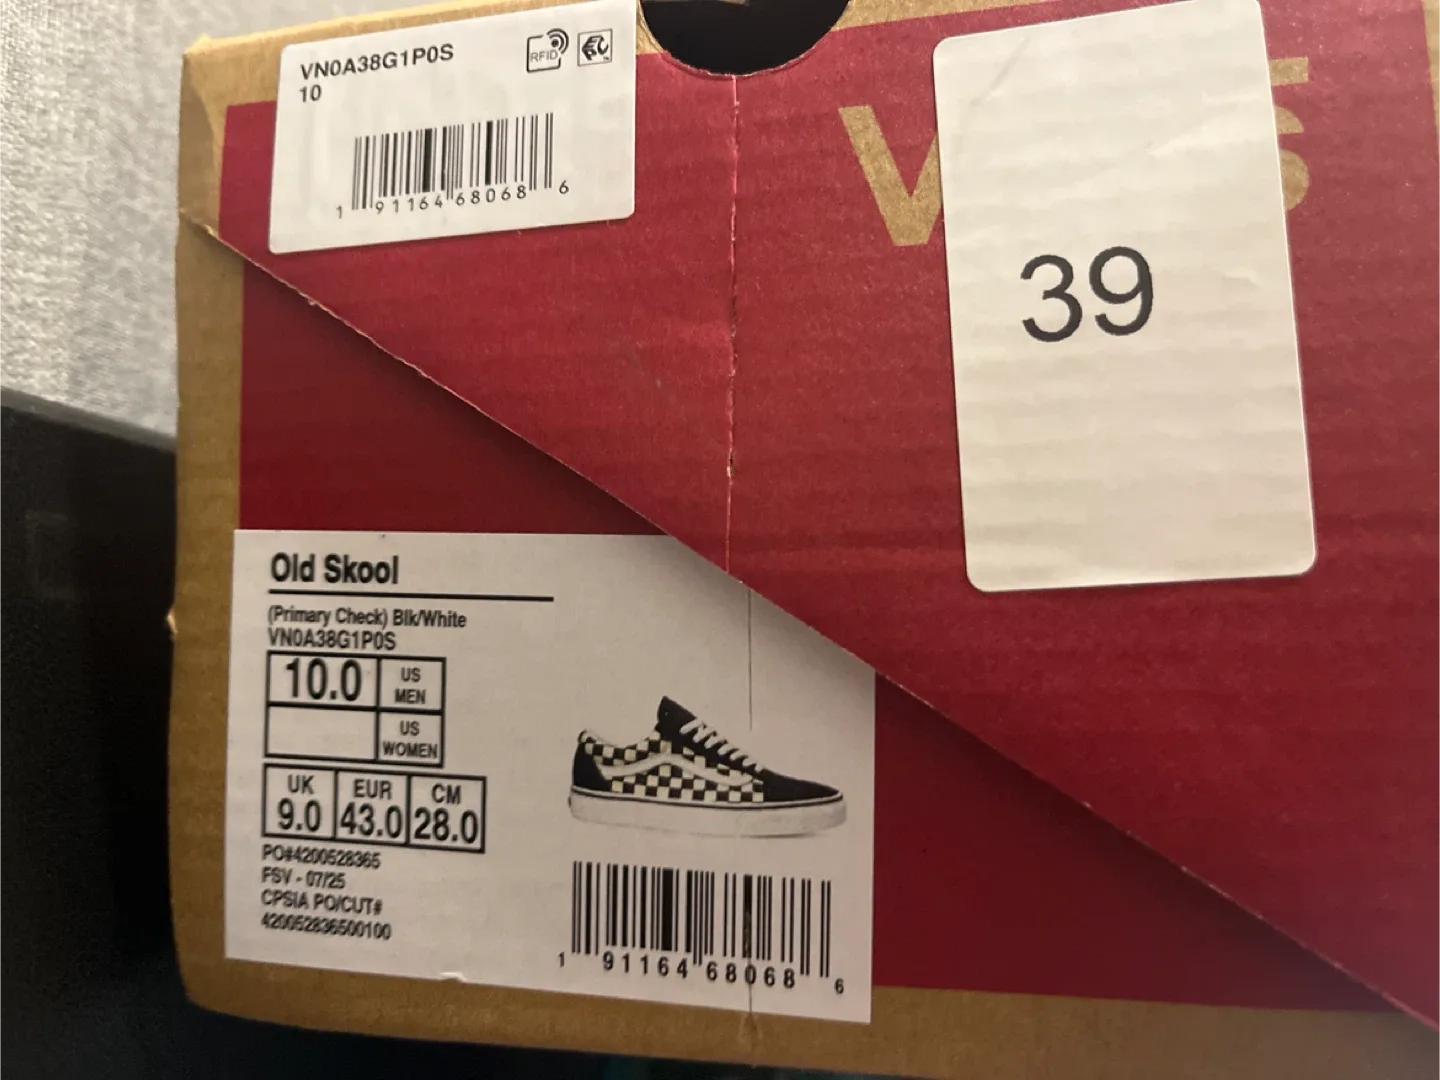 VN0A38G1P0S
10
RFID
1 91164 68068 6
V S
39
Old Skool
(Primary Check) Blk/White
VN0A38G1P0S
10.0 US MEN
US WOMEN
UK EUR CM
9.0 43.0 28.0
PO#4200528365
FSV - 07/25
CPSIA PO/CUT#
420052836500100
1 91164 68068 6